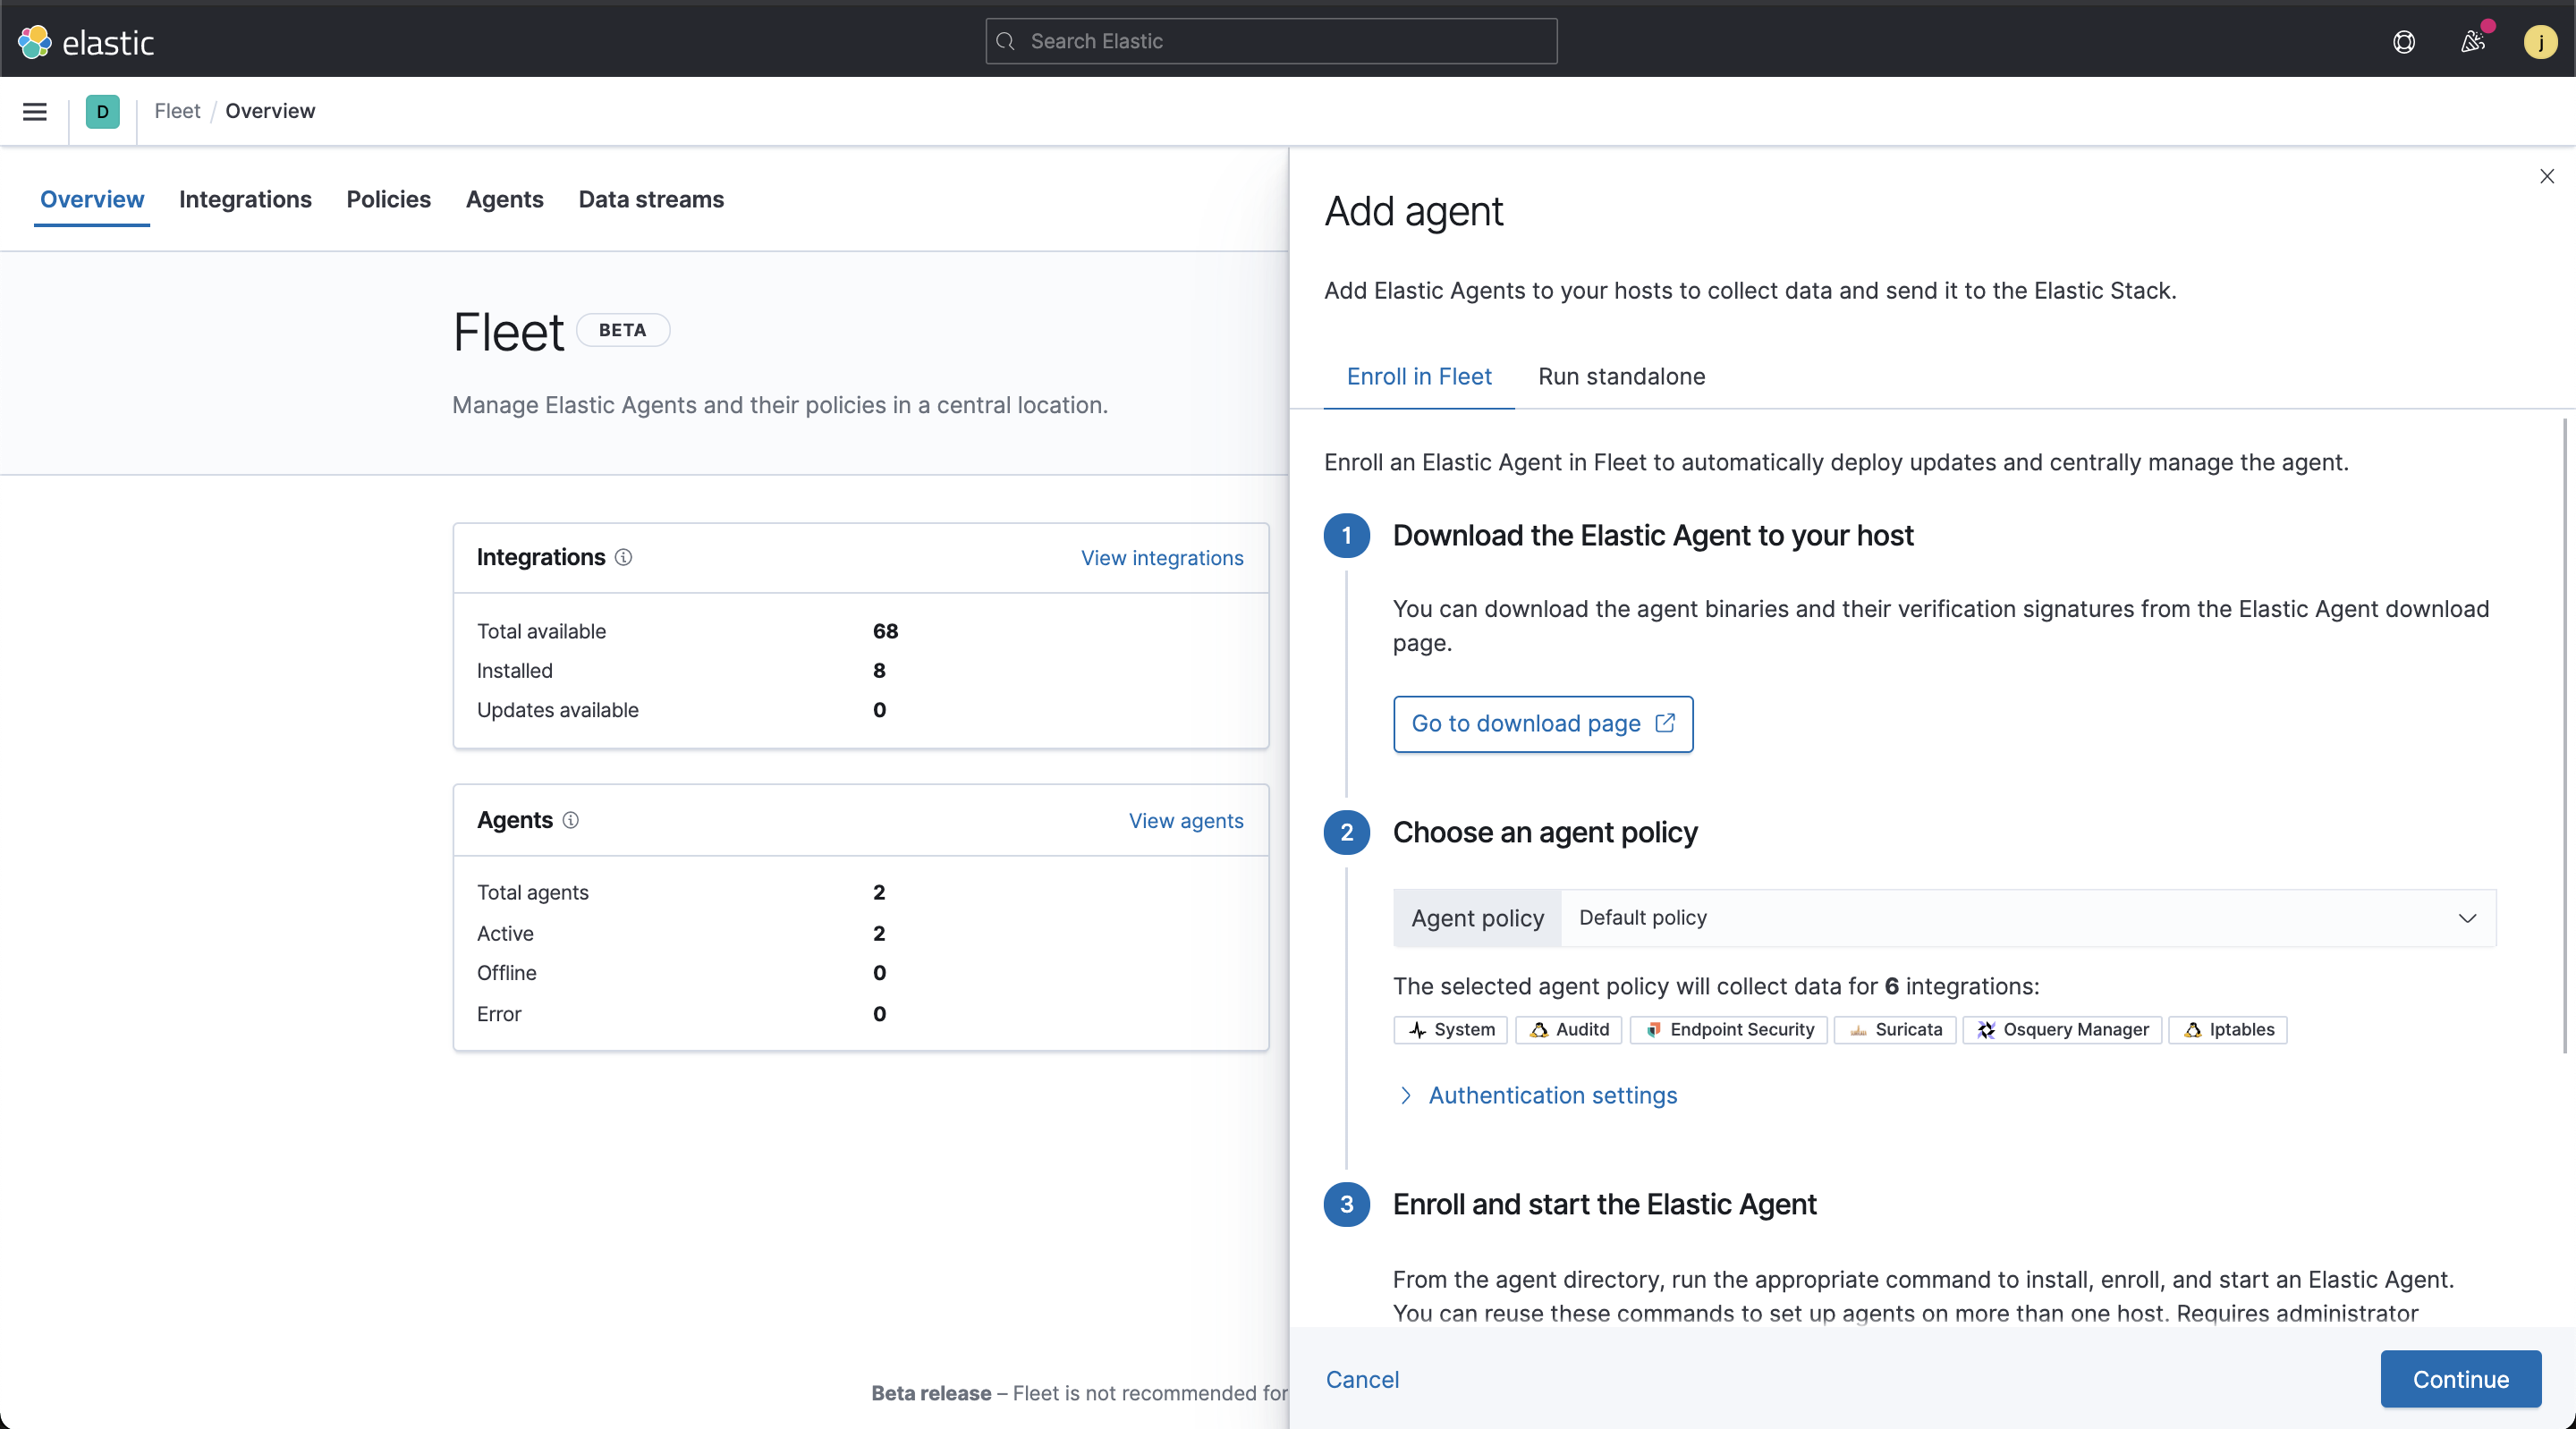 elastic
Search Elastic
j
D
Fleet / Overview
Overview Integrations Policies Agents Data streams
Fleet BETA
Manage Elastic Agents and their policies in a central location.
Integrations View integrations
Total available 68
Installed 8
Updates available 0
Agents View agents
Total agents 2
Active 2
Offline 0
Error 0
Beta release – Fleet is not recommended for
Add agent
Add Elastic Agents to your hosts to collect data and send it to the Elastic Stack.
Enroll in Fleet Run standalone
Enroll an Elastic Agent in Fleet to automatically deploy updates and centrally manage the agent.
1 Download the Elastic Agent to your host
You can download the agent binaries and their verification signatures from the Elastic Agent download
page.
Go to download page
2 Choose an agent policy
Agent policy Default policy
The selected agent policy will collect data for 6 integrations:
System Auditd Endpoint Security Suricata Osquery Manager Iptables
Authentication settings
3 Enroll and start the Elastic Agent
From the agent directory, run the appropriate command to install, enroll, and start an Elastic Agent.
You can reuse these commands to set up agents on more than one host. Requires administrator
Cancel Continue